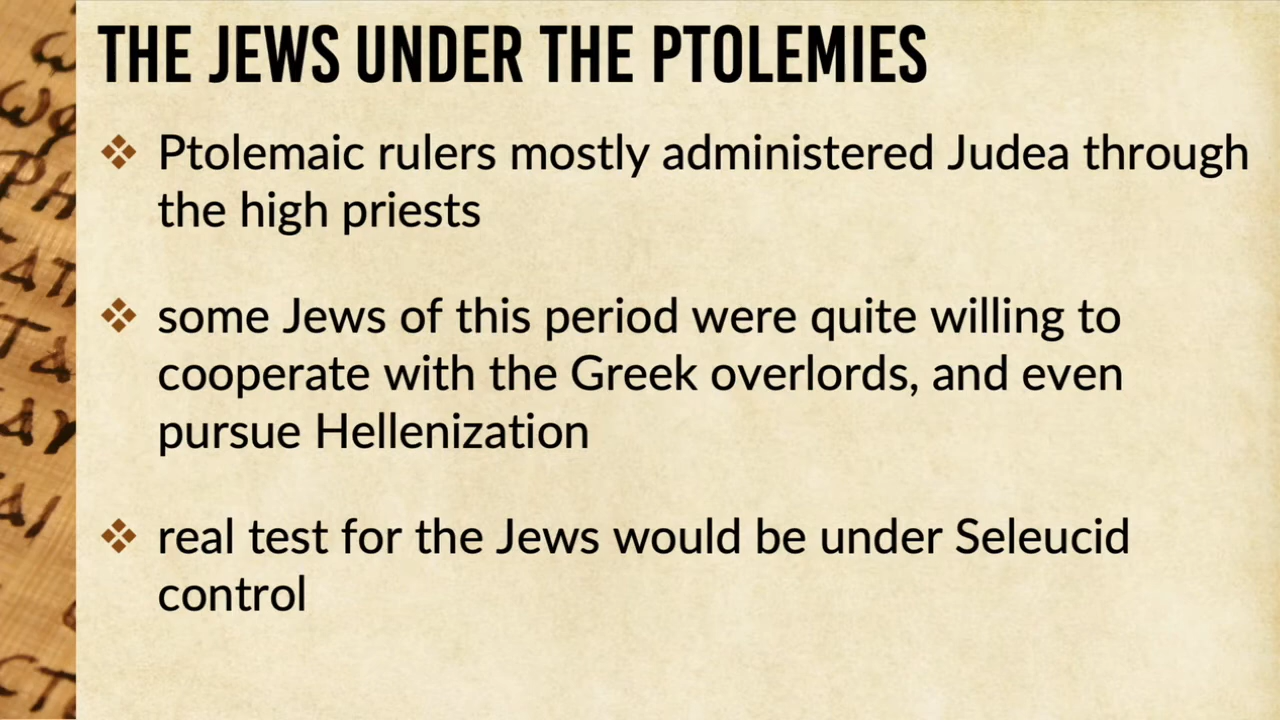 THE JEWS UNDER THE PTOLEMIES
❖ Ptolemaic rulers mostly administered Judea through
the high priests
❖ some Jews of this period were quite willing to
cooperate with the Greek overlords, and even
pursue Hellenization
❖ real test for the Jews would be under Seleucid
control